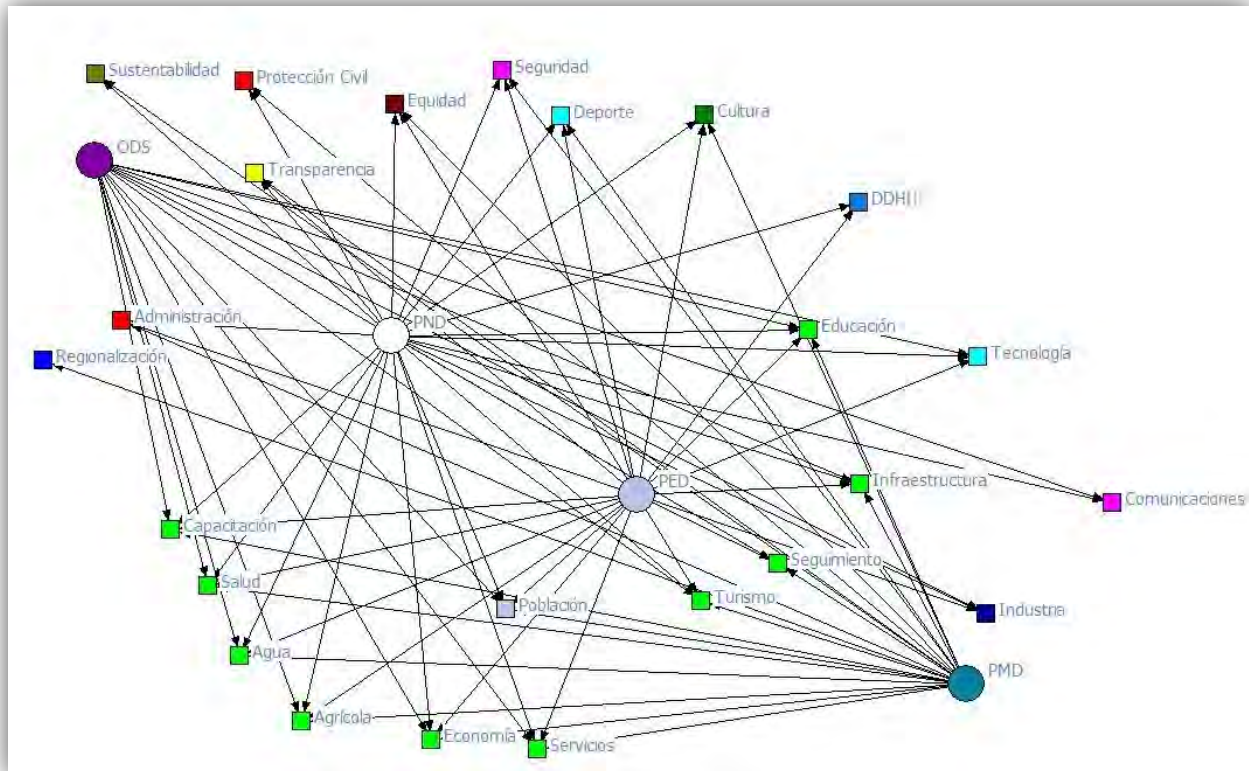 Sustentabilidad
Protección Civil
Seguridad
Equidad
Deporte
Cultura
ODS
Transparencia
DDHH
Administración
PND
Educación
Regionalización
Tecnología
PED
Infraestructura
Comunicaciones
Capacitación
Seguimiento
Salud
Población
Turismo
Industria
Agua
PMD
Agrícola
Economía
Servicios